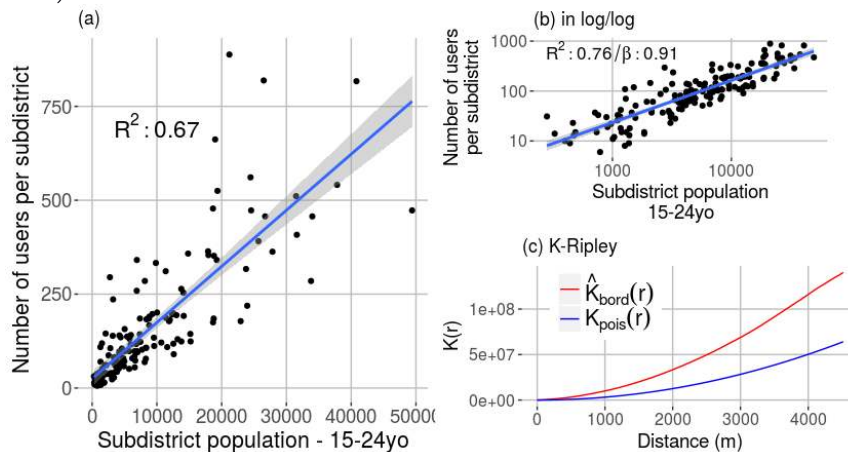 (a)
R² : 0.67
750
500
250
0
0 10000 20000 30000 40000 50000
Number of users per subdistrict
Subdistrict population - 15-24yo
(b) in log/log
R² : 0.76/β : 0.91
1000
100
10
1000 10000
Number of users
per subdistrict
Subdistrict population
15-24yo
(c) K-Ripley
K̂bord(r)
Kpois(r)
1e+08
5e+07
0e+00
0 1000 2000 3000 4000
K(r)
Distance (m)